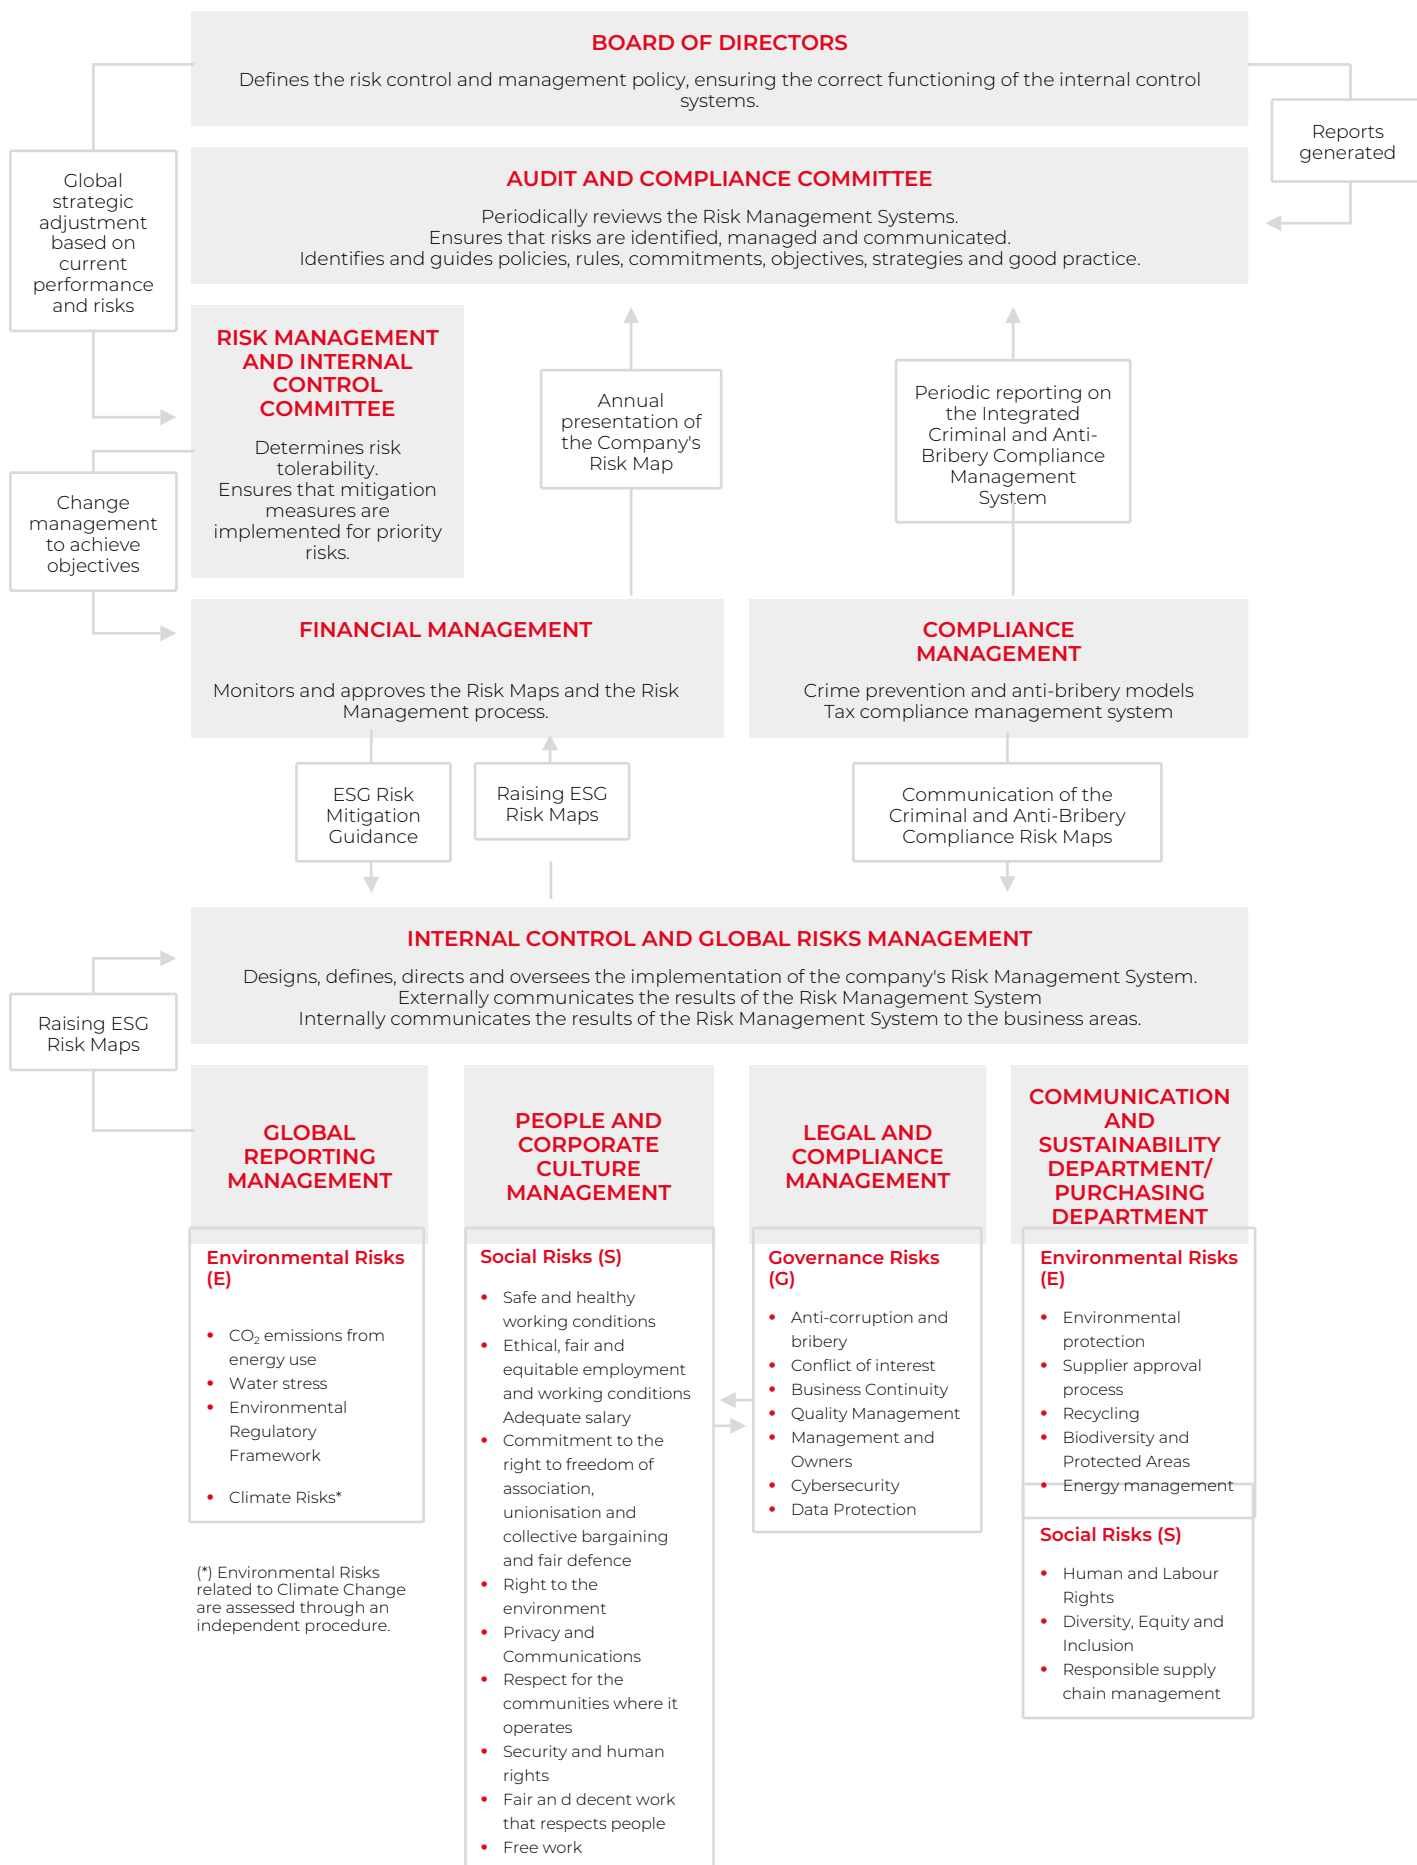 BOARD OF DIRECTORS
Defines the risk control and management policy, ensuring the correct functioning of the internal control
systems.
Reports
generated
Global
strategic
adjustment
based on
current
performance
and risks
AUDIT AND COMPLIANCE COMMITTEE
Periodically reviews the Risk Management Systems.
Ensures that risks are identified, managed and communicated.
Identifies and guides policies, rules, commitments, objectives, strategies and good practice.
RISK MANAGEMENT
AND INTERNAL
CONTROL
COMMITTEE
Determines risk
tolerability.
Ensures that mitigation
measures are
implemented for priority
risks.
Annual
presentation of
the Company's
Risk Map
Periodic reporting on
the Integrated
Criminal and Anti-
Bribery Compliance
Management
System
Change
management
to achieve
objectives
FINANCIAL MANAGEMENT
Monitors and approves the Risk Maps and the Risk
Management process.
COMPLIANCE
MANAGEMENT
Crime prevention and anti-bribery models
Tax compliance management system
ESG Risk
Mitigation
Guidance
Raising ESG
Risk Maps
Communication of the
Criminal and Anti-Bribery
Compliance Risk Maps
INTERNAL CONTROL AND GLOBAL RISKS MANAGEMENT
Designs, defines, directs and oversees the implementation of the company's Risk Management System.
Externally communicates the results of the Risk Management System
Internally communicates the results of the Risk Management System to the business areas.
Raising ESG
Risk Maps
GLOBAL
REPORTING
MANAGEMENT
Environmental Risks
(E)
• CO₂ emissions from
energy use
• Water stress
• Environmental
Regulatory
Framework
• Climate Risks*
(*) Environmental Risks
related to Climate Change
are assessed through an
independent procedure.
PEOPLE AND
CORPORATE
CULTURE
MANAGEMENT
Social Risks (S)
• Safe and healthy
working conditions
• Ethical, fair and
equitable employment
and working conditions
Adequate salary
• Commitment to the
right to freedom of
association,
unionisation and
collective bargaining
and fair defence
• Right to the
environment
• Privacy and
Communications
• Respect for the
communities where it
operates
• Security and human
rights
• Fair an d decent work
that respects people
• Free work
LEGAL AND
COMPLIANCE
MANAGEMENT
Governance Risks
(G)
• Anti-corruption and
bribery
• Conflict of interest
• Business Continuity
• Quality Management
• Management and
Owners
• Cybersecurity
• Data Protection
COMMUNICATION
AND
SUSTAINABILITY
DEPARTMENT/
PURCHASING
DEPARTMENT
Environmental Risks
(E)
• Environmental
protection
• Supplier approval
process
• Recycling
• Biodiversity and
Protected Areas
• Energy management
Social Risks (S)
• Human and Labour
Rights
• Diversity, Equity and
Inclusion
• Responsible supply
chain management